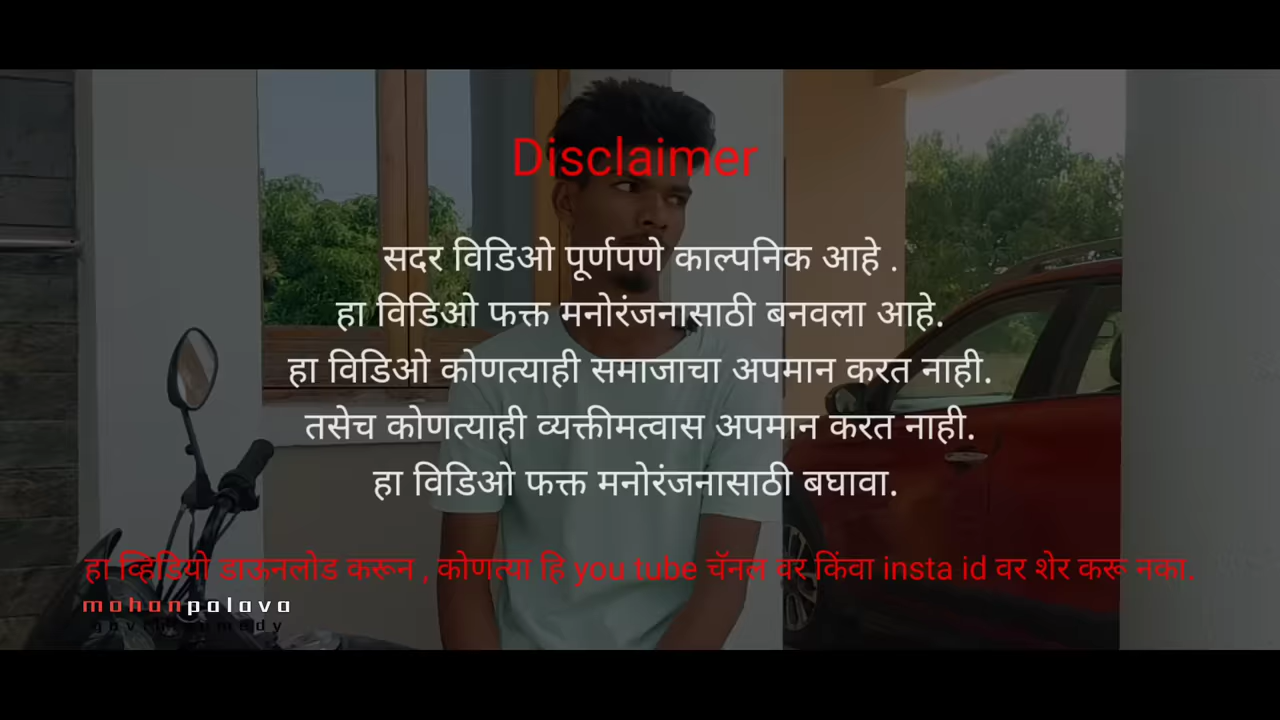 Disclaimer
सदर विडिओ पूर्णपणे काल्पनिक आहे .
हा विडिओ फक्त मनोरंजनासाठी बनवला आहे.
हा विडिओ कोणत्याही समाजाचा अपमान करत नाही.
तसेच कोणत्याही व्यक्तीमत्वास अपमान करत नाही.
हा विडिओ फक्त मनोरंजनासाठी बघावा.
हा व्हिडियो डाऊनलोड करून , कोणत्या हि you tube चॅनल वर किंवा insta id वर शेर करू नका.
mohanpalava